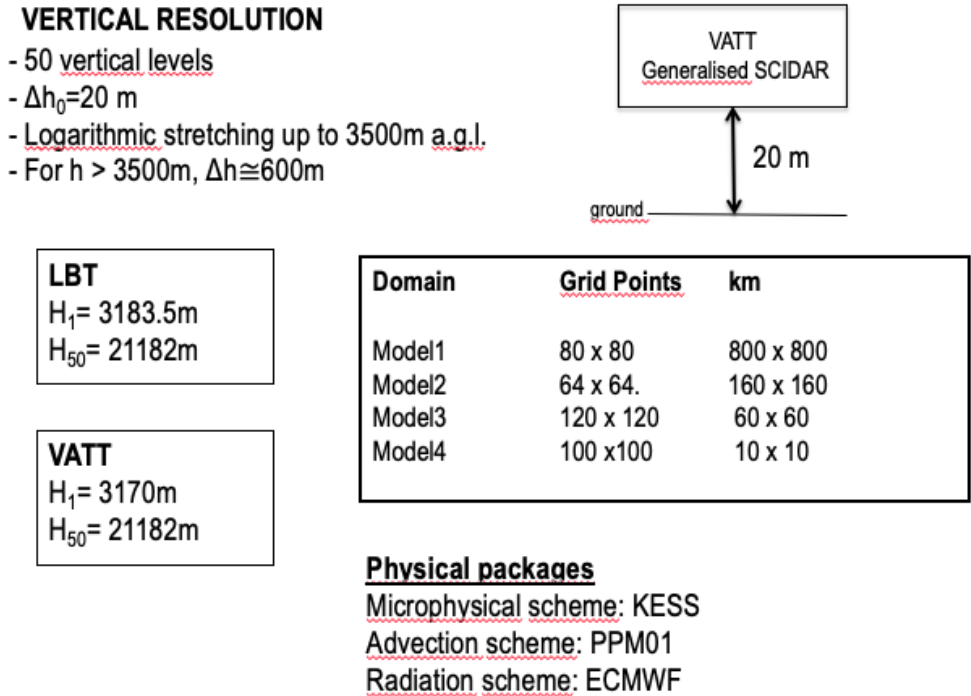 VERTICAL RESOLUTION
- 50 vertical levels
- Δh₀=20 m
- Logarithmic stretching up to 3500m a.g.l.
- For h > 3500m, Δh≅600m
VATT
Generalised SCIDAR
20 m
ground
LBT
H₁= 3183.5m
H₅₀= 21182m
VATT
H₁= 3170m
H₅₀= 21182m
Domain Grid Points km
Model1 80 x 80 800 x 800
Model2 64 x 64. 160 x 160
Model3 120 x 120 60 x 60
Model4 100 x100 10 x 10
Physical packages
Microphysical scheme: KESS
Advection scheme: PPM01
Radiation scheme: ECMWF